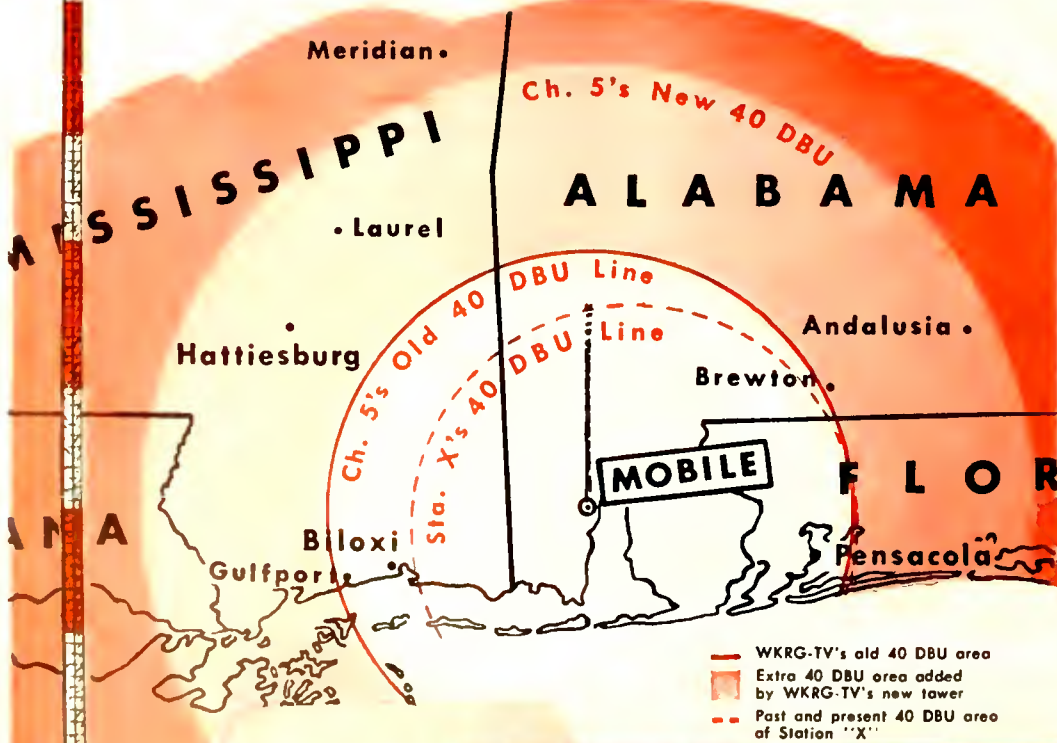 Meridian
Ch. 5's New 40 DBU
MISSISSIPPI
ALABAMA
Laurel
Ch. 5's Old 40 DBU Line
Sta. X's 40 DBU Line
Hattiesburg
Andalusia
Brewton
MOBILE
FLOR
ANA
Biloxi
Gulfport
Pensacola
WKRG-TV's old 40 DBU area
Extra 40 DBU area added
by WKRG-TV's new tower
Past and present 40 DBU area
of Station "X"